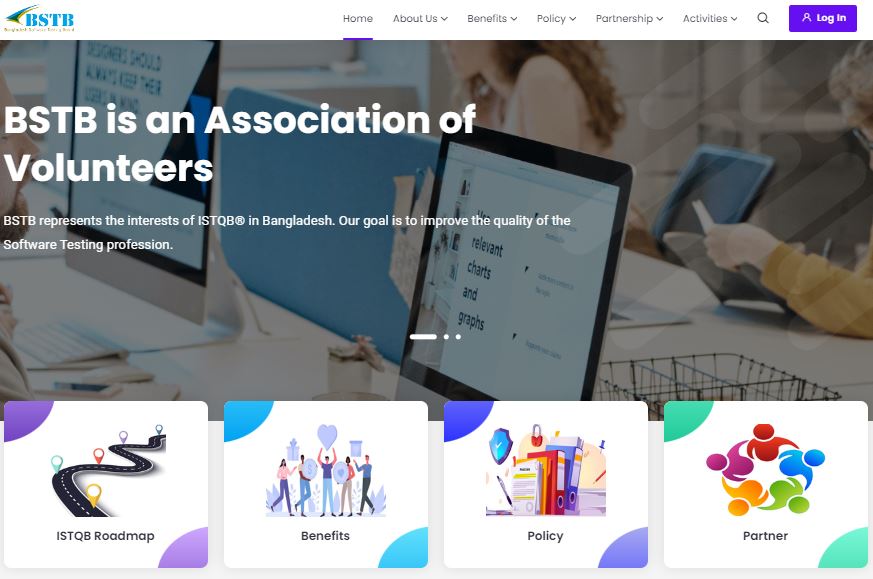 BSTB
Bangladesh Software Testing Board
Home
About Us
Benefits
Policy
Partnership
Activities
Log In
DESIGNERS SHOULD
ALWAYS KEEP THEIR
USERS IN MIND.
BSTB is an Association of
Volunteers
BSTB represents the interests of ISTQB® in Bangladesh. Our goal is to improve the quality of the
Software Testing profession.
relevant
charts
and
graphs
ISTQB Roadmap
Benefits
Policy
Partner